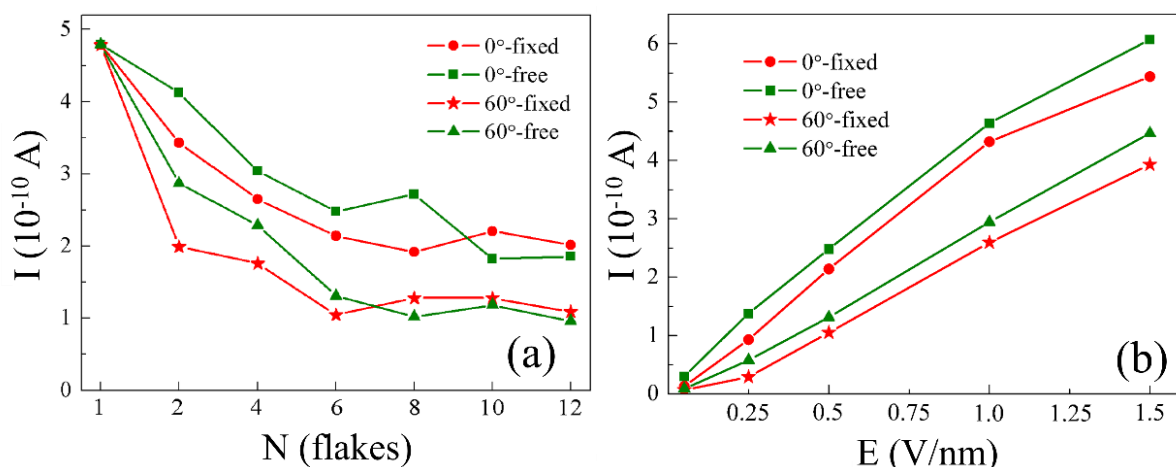 5
4
3
2
1
0
I (10⁻¹⁰ A)
0°-fixed
0°-free
60°-fixed
60°-free
(a)
1 2 4 6 8 10 12
N (flakes)
6
5
4
3
2
1
0
I (10⁻¹⁰ A)
0°-fixed
0°-free
60°-fixed
60°-free
(b)
0.25 0.5 0.75 1.0 1.25 1.5
E (V/nm)